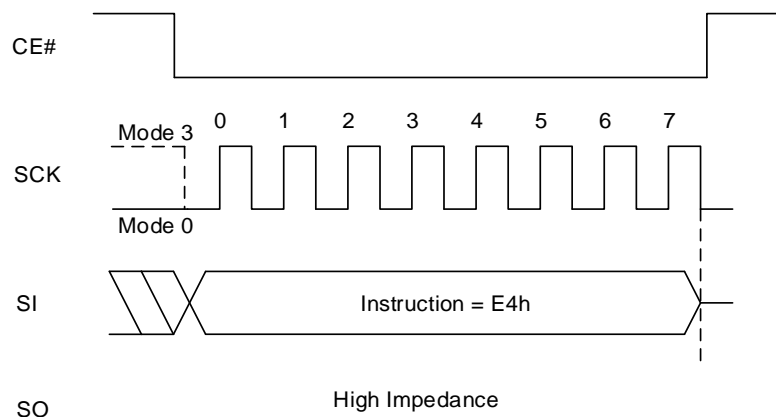 CE#
0 1 2 3 4 5 6 7
Mode 3
SCK
Mode 0
SI
Instruction = E4h
High Impedance
SO